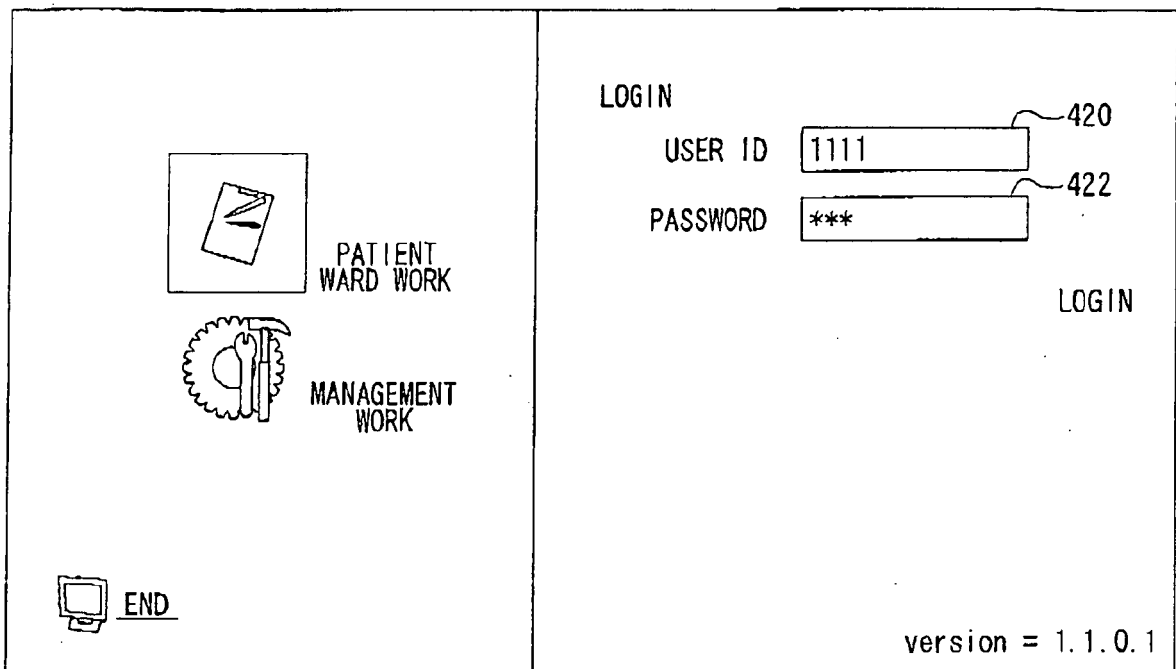 PATIENT
WARD WORK
MANAGEMENT
WORK
END
LOGIN
USER ID 1111 420
PASSWORD *** 422
LOGIN
version = 1.1.0.1